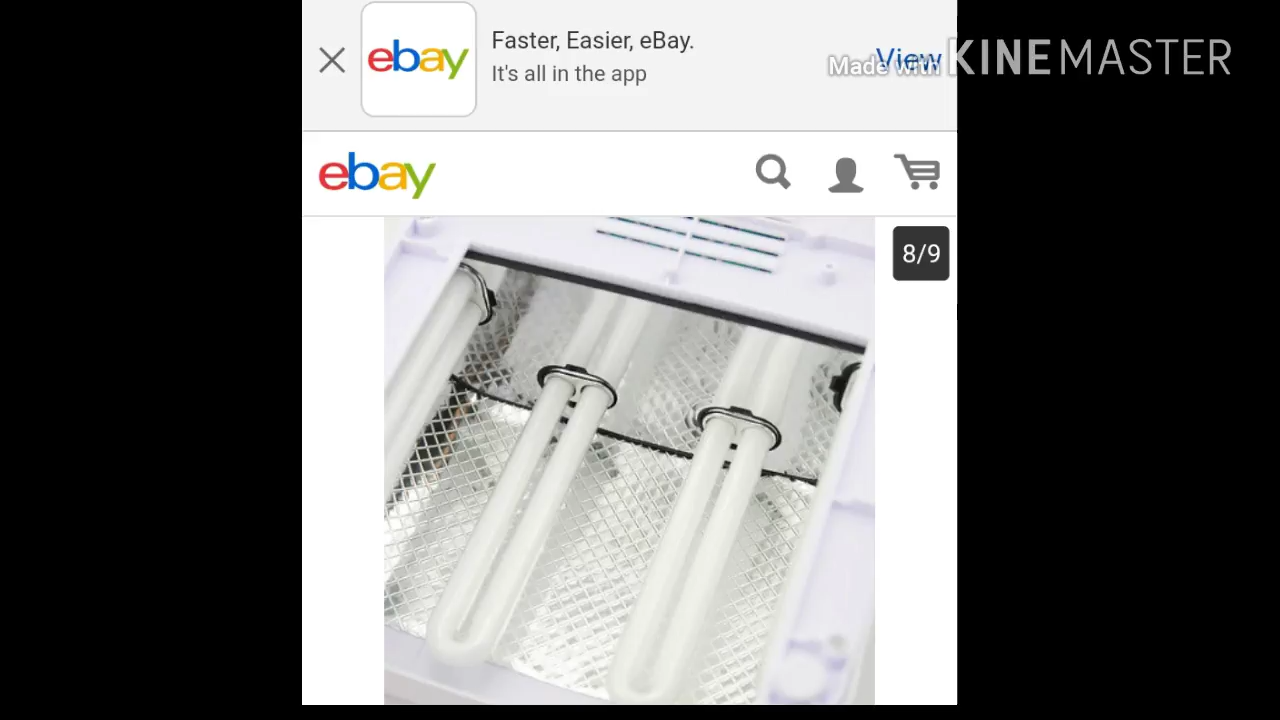 ebay
Faster, Easier, eBay.
It's all in the app
View
Made with KINEMASTER
ebay
8/9